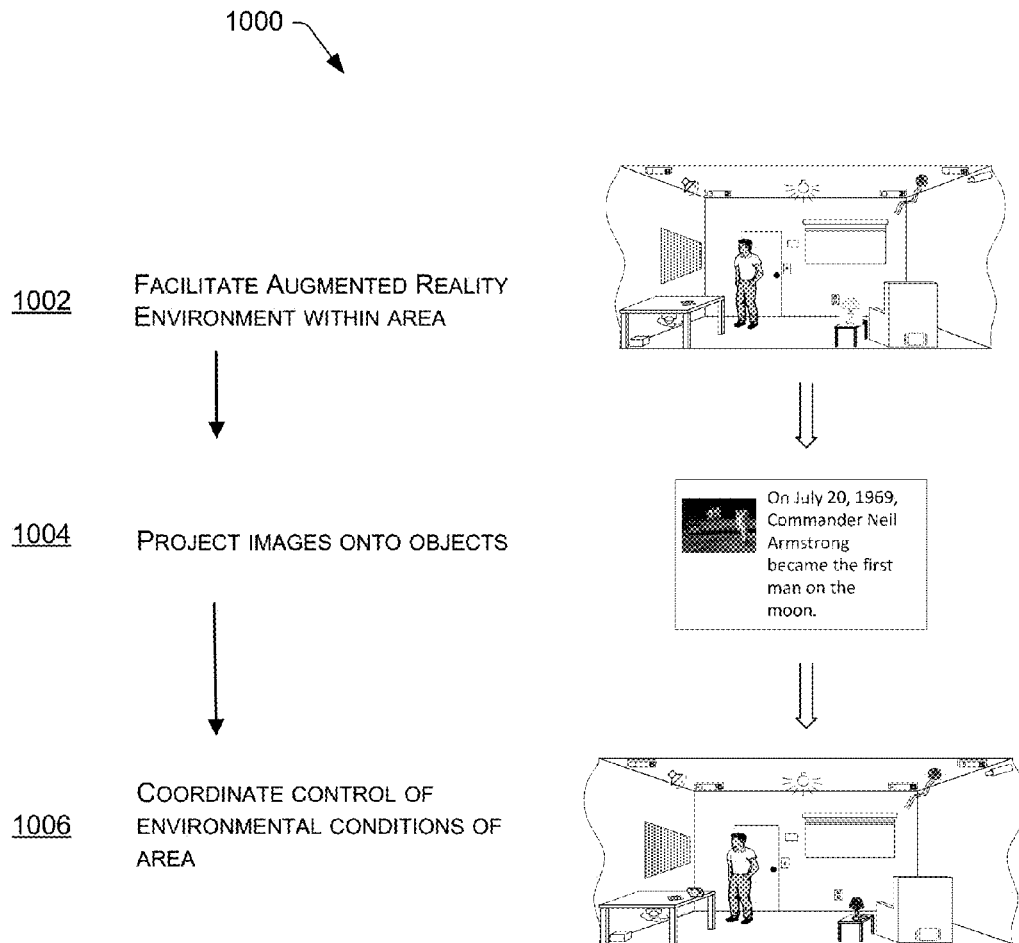 1000
1002
FACILITATE AUGMENTED REALITY
ENVIRONMENT WITHIN AREA
1004
PROJECT IMAGES ONTO OBJECTS
On July 20, 1969,
Commander Neil
Armstrong
became the first
man on the
moon.
1006
COORDINATE CONTROL OF
ENVIRONMENTAL CONDITIONS OF
AREA